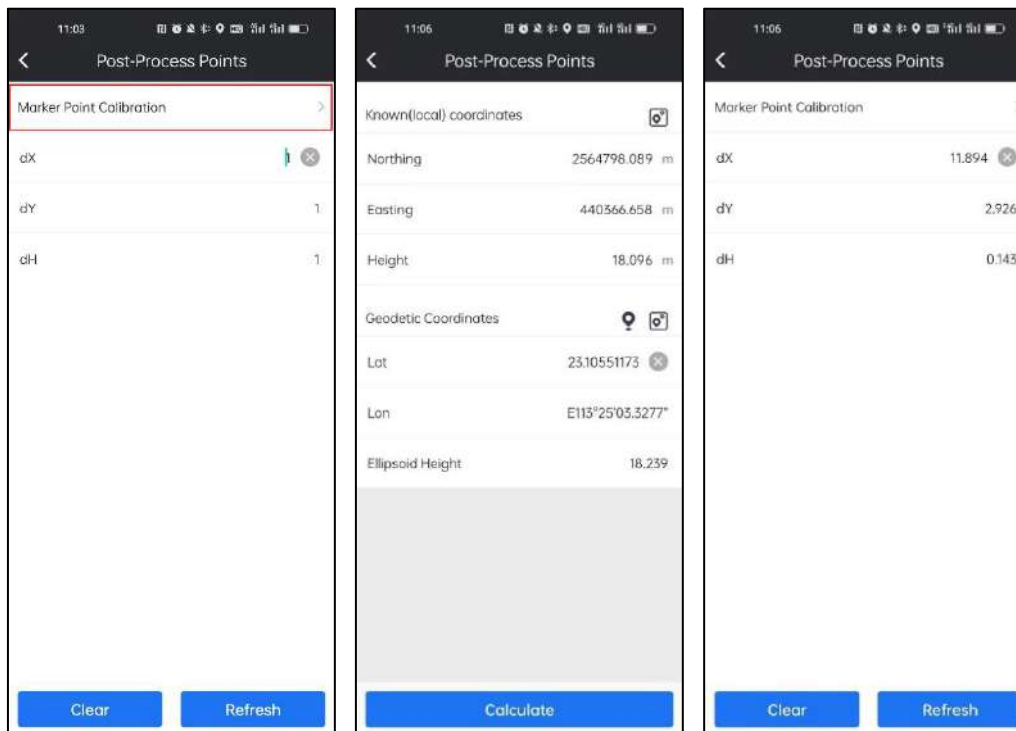 11:03
Post-Process Points
Marker Point Calibration
dX 1
dY 1
dH 1
Clear Refresh
11:06
Post-Process Points
Known(local) coordinates
Northing 2564798.089 m
Easting 440366.658 m
Height 18.096 m
Geodetic Coordinates
Lat 23.10551173
Lon E113°25'03.3277"
Ellipsoid Height 18.239
Calculate
11:06
Post-Process Points
Marker Point Calibration
dX 11.894
dY 2.926
dH 0.143
Clear Refresh